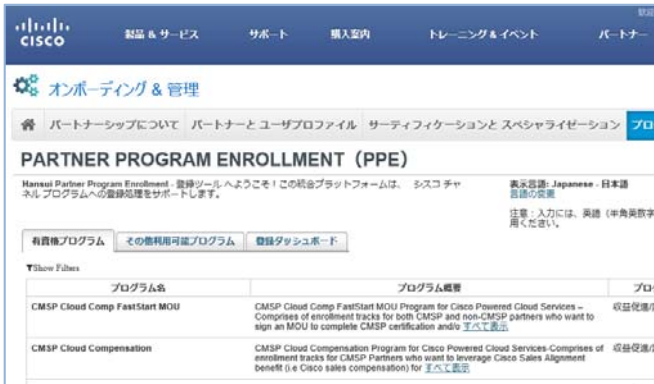 CISCO
製品 & サービス サポート 購入案内 トレーニング & イベント パートナー
オンボーディング & 管理
パートナーシップについて パートナーとユーザプロファイル サーティフィケーションと スペシャライゼーション プロ
PARTNER PROGRAM ENROLLMENT（PPE）
Hansui Partner Program Enrollment - 登録ツール へようこそ！この統合プラットフォームは、 シスコ チャ
ネル プログラムへの登録処理をサポートします。
表示言語: Japanese - 日本語
言語の変更
注意：入力には、英語（半角英数字
用ください。
有資格プログラム その他利用可能プログラム 登録ダッシュボード
▼Show Filters
プログラム名 プログラム概要 プロ
CMSP Cloud Comp FastStart MOU
CMSP Cloud Comp FastStart MOU Program for Cisco Powered Cloud Services – 収益促進/
Comprises of enrollment tracks for both CMSP and non-CMSP partners who want to
sign an MOU to complete CMSP certification and/o すべて表示
CMSP Cloud Compensation
CMSP Cloud Compensation Program for Cisco Powered Cloud Services-Comprises of 収益促進/
enrollment tracks for CMSP Partners who want to leverage Cisco Sales Alignment
benefit (i.e Cisco sales compensation) for すべて表示